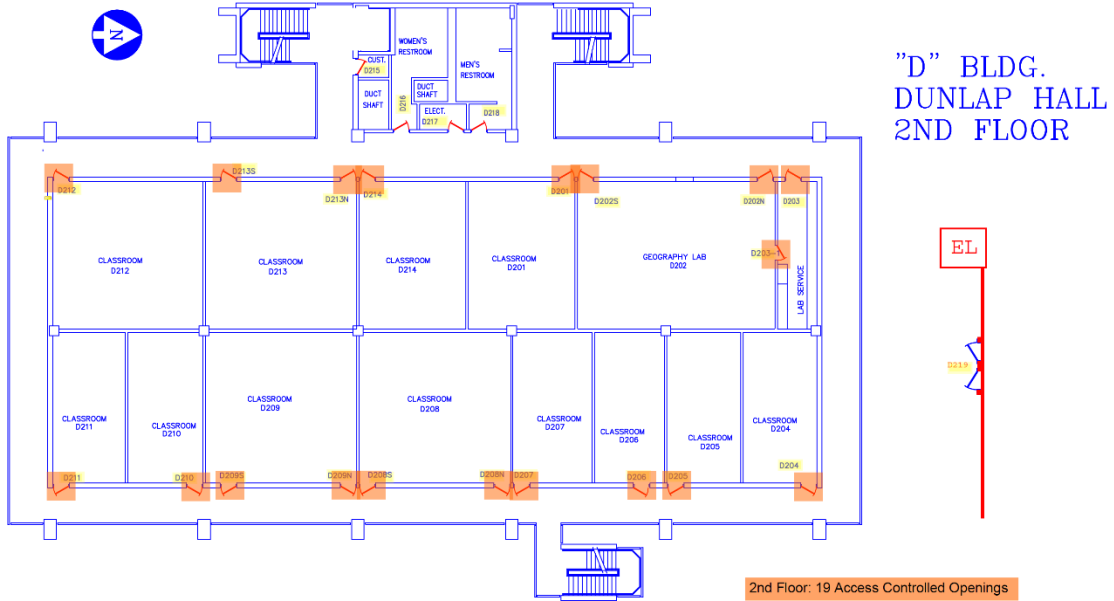 N
"D" BLDG.
DUNLAP HALL
2ND FLOOR
WOMEN'S
RESTROOM
MEN'S
RESTROOM
CUST.
D215
DUCT
SHAFT
DUCT
SHAFT
D216
ELECT.
D217
D218
D212
D213S
D213N
D214
D201
D202S
D202N
D203
CLASSROOM
D212
CLASSROOM
D213
CLASSROOM
D214
CLASSROOM
D201
GEOGRAPHY LAB
D202
D203-1
LAB SERVICE
EL
D219
CLASSROOM
D211
CLASSROOM
D210
CLASSROOM
D209
CLASSROOM
D208
CLASSROOM
D207
CLASSROOM
D206
CLASSROOM
D205
CLASSROOM
D204
D211
D210
D209S
D209N
D208S
D208N
D207
D206
D205
D204
2nd Floor: 19 Access Controlled Openings